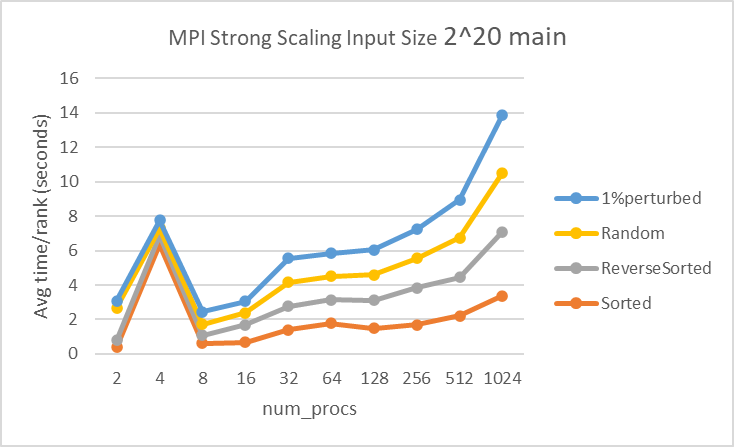 MPI Strong Scaling Input Size 2^20 main
16
14
12
10
8
6
4
2
0
Avg time/rank (seconds)
2 4 8 16 32 64 128 256 512 1024
num_procs
1%perturbed
Random
ReverseSorted
Sorted